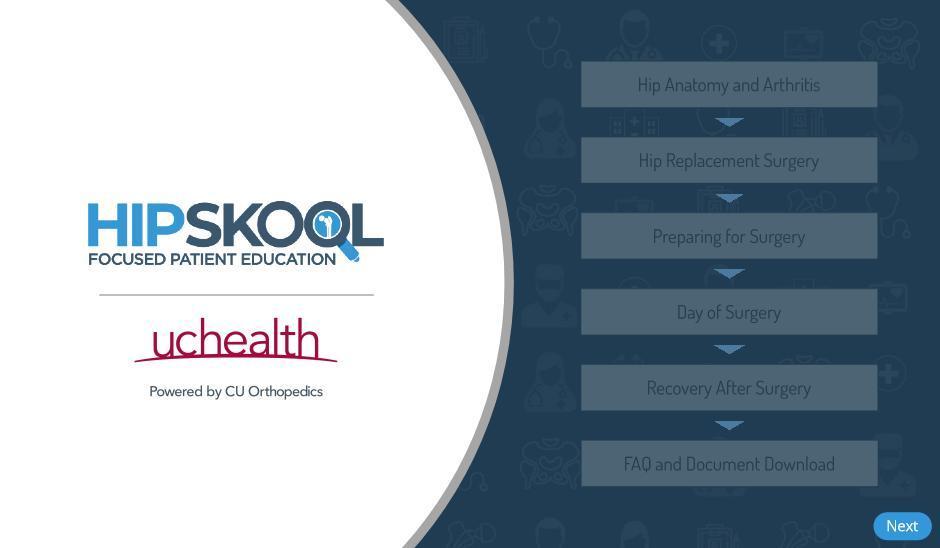 HIPSKOOL
FOCUSED PATIENT EDUCATION
uchealth
Powered by CU Orthopedics
Hip Anatomy and Arthritis
Hip Replacement Surgery
Preparing for Surgery
Day of Surgery
Recovery After Surgery
FAQ and Document Download
Next